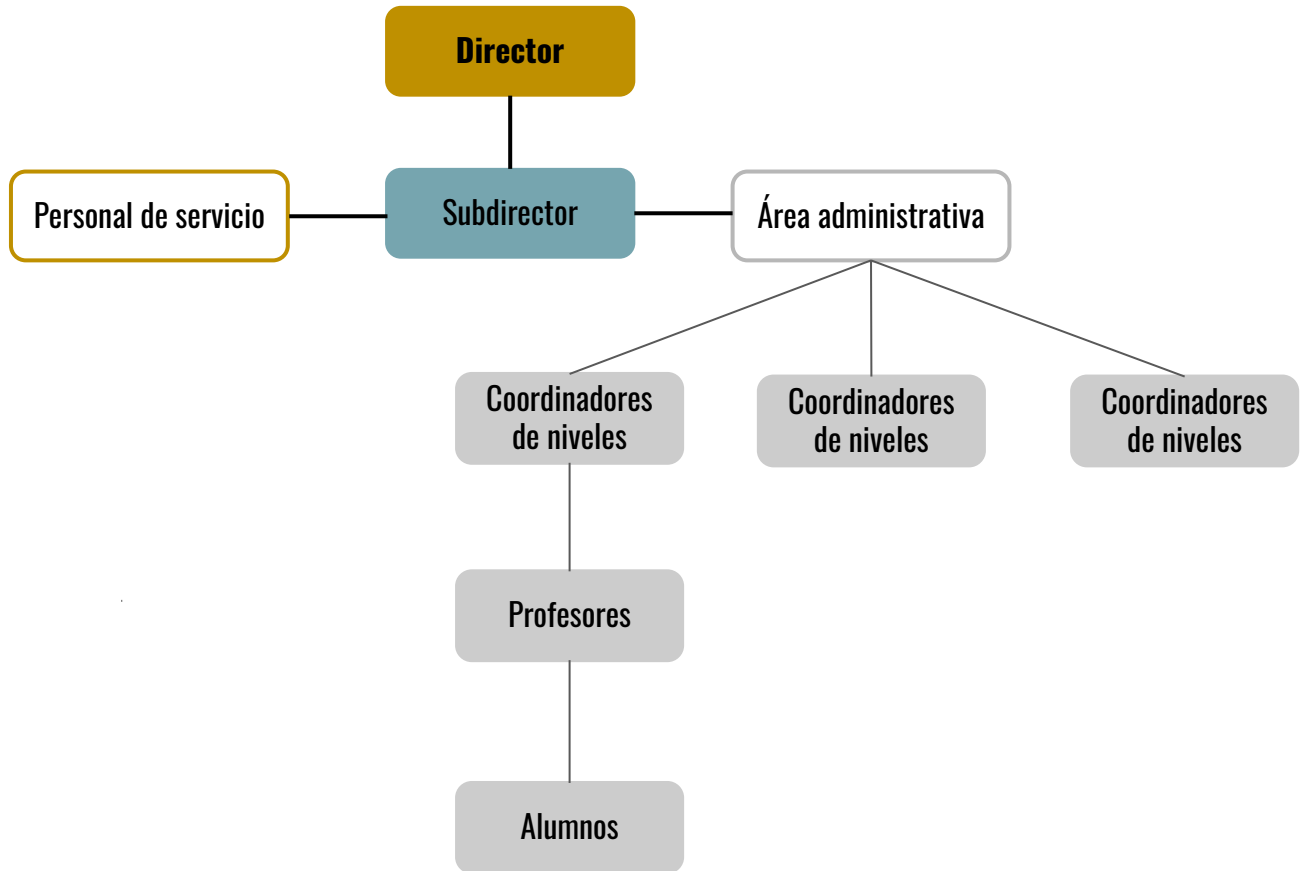 Director
Personal de servicio
Subdirector
Área administrativa
Coordinadores
de niveles
Coordinadores
de niveles
Coordinadores
de niveles
Profesores
Alumnos